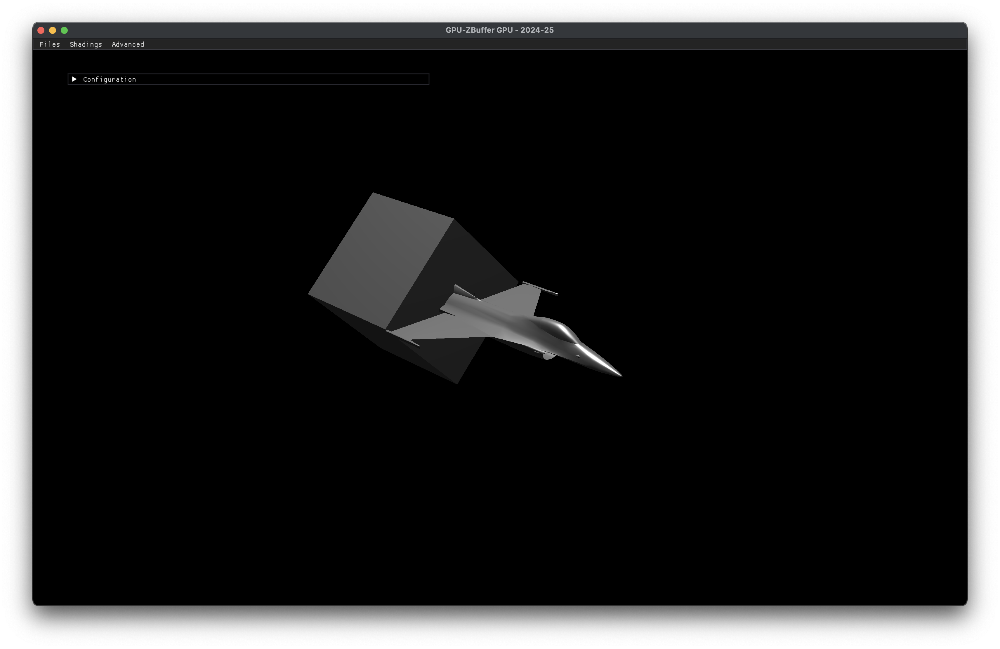 GPU-ZBuffer GPU - 2024-25
Files Shadings Advanced
Configuration